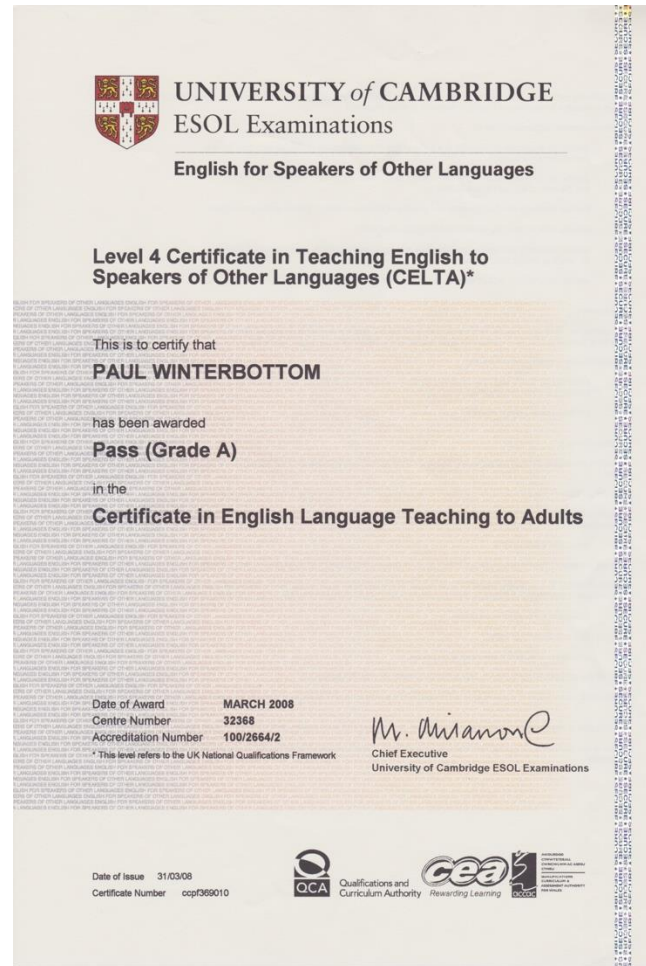 UNIVERSITY of CAMBRIDGE
ESOL Examinations
English for Speakers of Other Languages
Level 4 Certificate in Teaching English to
Speakers of Other Languages (CELTA)*
This is to certify that
PAUL WINTERBOTTOM
has been awarded
Pass (Grade A)
in the
Certificate in English Language Teaching to Adults
Date of Award MARCH 2008
Centre Number 32368
Accreditation Number 100/2664/2
* This level refers to the UK National Qualifications Framework
Chief Executive
University of Cambridge ESOL Examinations
Date of Issue 31/03/08
Certificate Number ccpf369010
QCA
Qualifications and
Curriculum Authority
cea
Rewarding Learning